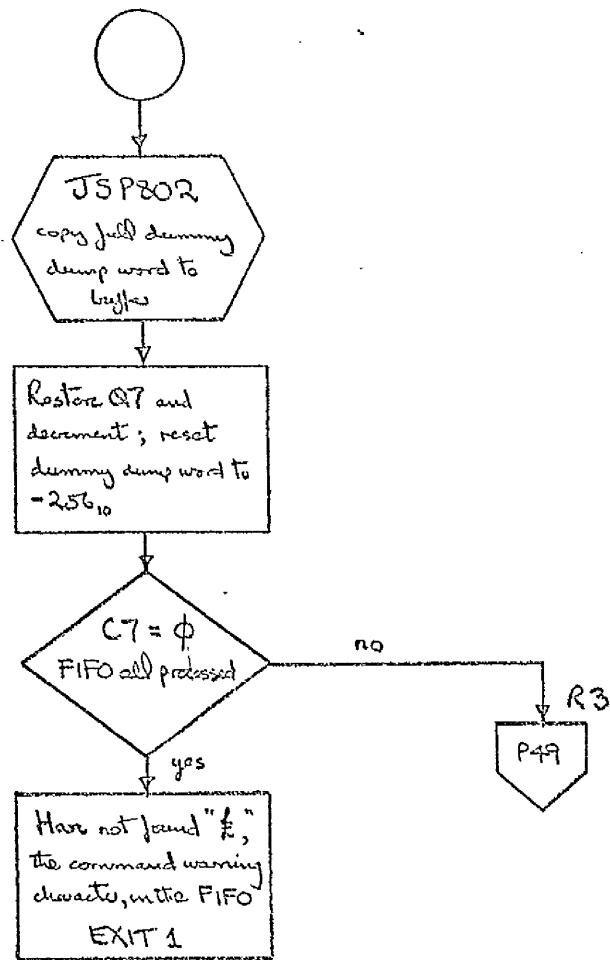 JSP802
copy full dummy
dump word to
buffer
Restore Q7 and
decrement; reset
dummy dump word to
-256₁₀
C7 = ϕ
FIFO all processed
no
R3
P49
yes
Have not found "£,"
the command warning
character, in the FIFO
EXIT 1